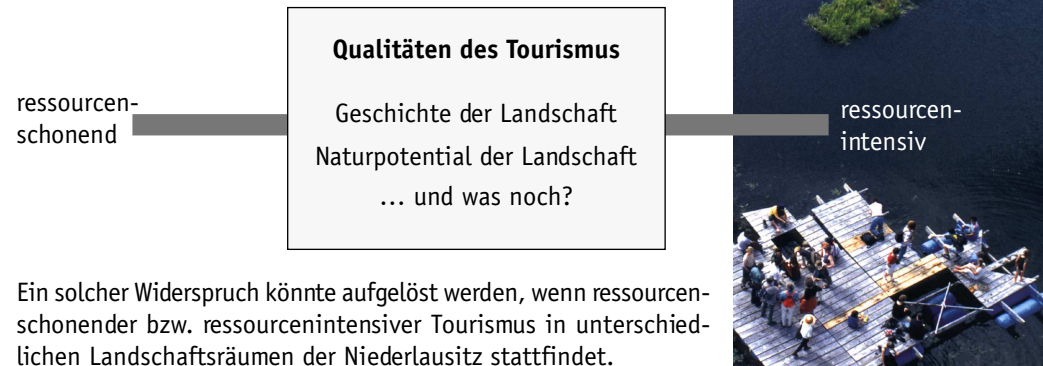 Qualitäten des Tourismus
ressourcen-
schonend
Geschichte der Landschaft
Naturpotential der Landschaft
… und was noch?
ressourcen-
intensiv
Ein solcher Widerspruch könnte aufgelöst werden, wenn ressourcen-
schonender bzw. ressourcenintensiver Tourismus in unterschied-
lichen Landschaftsräumen der Niederlausitz stattfindet.